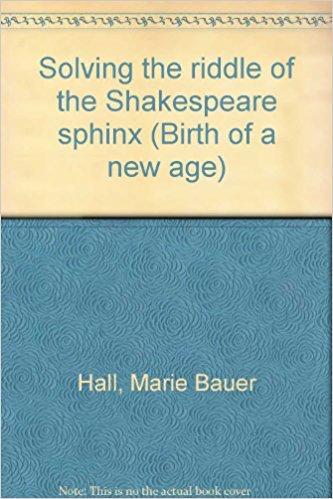 Solving the riddle of
the Shakespeare
sphinx (Birth of a
new age)
Hall, Marie Bauer
Note: This is no the actual book cover